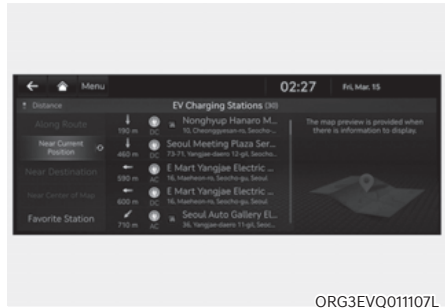 Menu
02:27
Fri, Mar. 15
Distance
EV Charging Stations (30)
Along Route
Near Current
Position
Near Destination
Near Center of Map
Favorite Station
190 m
DC
Nonghyup Hanaro M...
10, Cheonggyesan-ro, Seocho-...
460 m
DC
Seoul Meeting Plaza Ser...
73-71, Yangjae-daero 12-gil, Seocho...
590 m
AC
E Mart Yangjae Electric ...
16, Maeheon-ro, Seocho-gu, Seoul
600 m
DC
E Mart Yangjae Electric ...
16, Maeheon-ro, Seocho-gu, Seoul
710 m
AC
Seoul Auto Gallery EL...
36, Yangjae-daero 11-gil, Seoc...
The map preview is provided when
there is information to display.
ORG3EVQ011107L